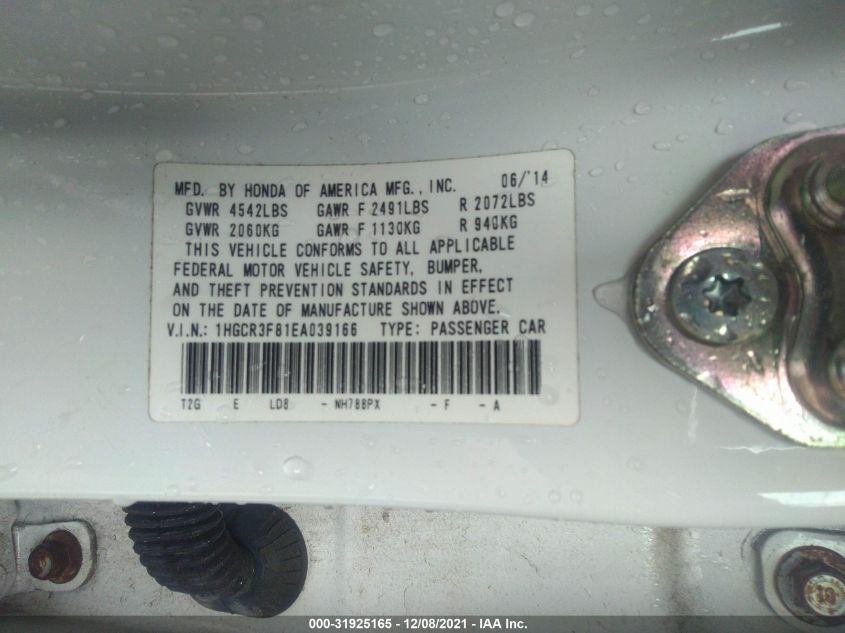 MFD. BY HONDA OF AMERICA MFG., INC. 06/'14
GVWR 4542LBS GAWR F 2491LBS R 2072LBS
GVWR 2060KG GAWR F 1130KG R 940KG
THIS VEHICLE CONFORMS TO ALL APPLICABLE
FEDERAL MOTOR VEHICLE SAFETY, BUMPER,
AND THEFT PREVENTION STANDARDS IN EFFECT
ON THE DATE OF MANUFACTURE SHOWN ABOVE.
V.I.N.: 1HGCR3F81EA039166 TYPE: PASSENGER CAR
T2G E LD8 - NH788PX - F - A
000-31925165 - 12/08/2021 - IAA Inc.